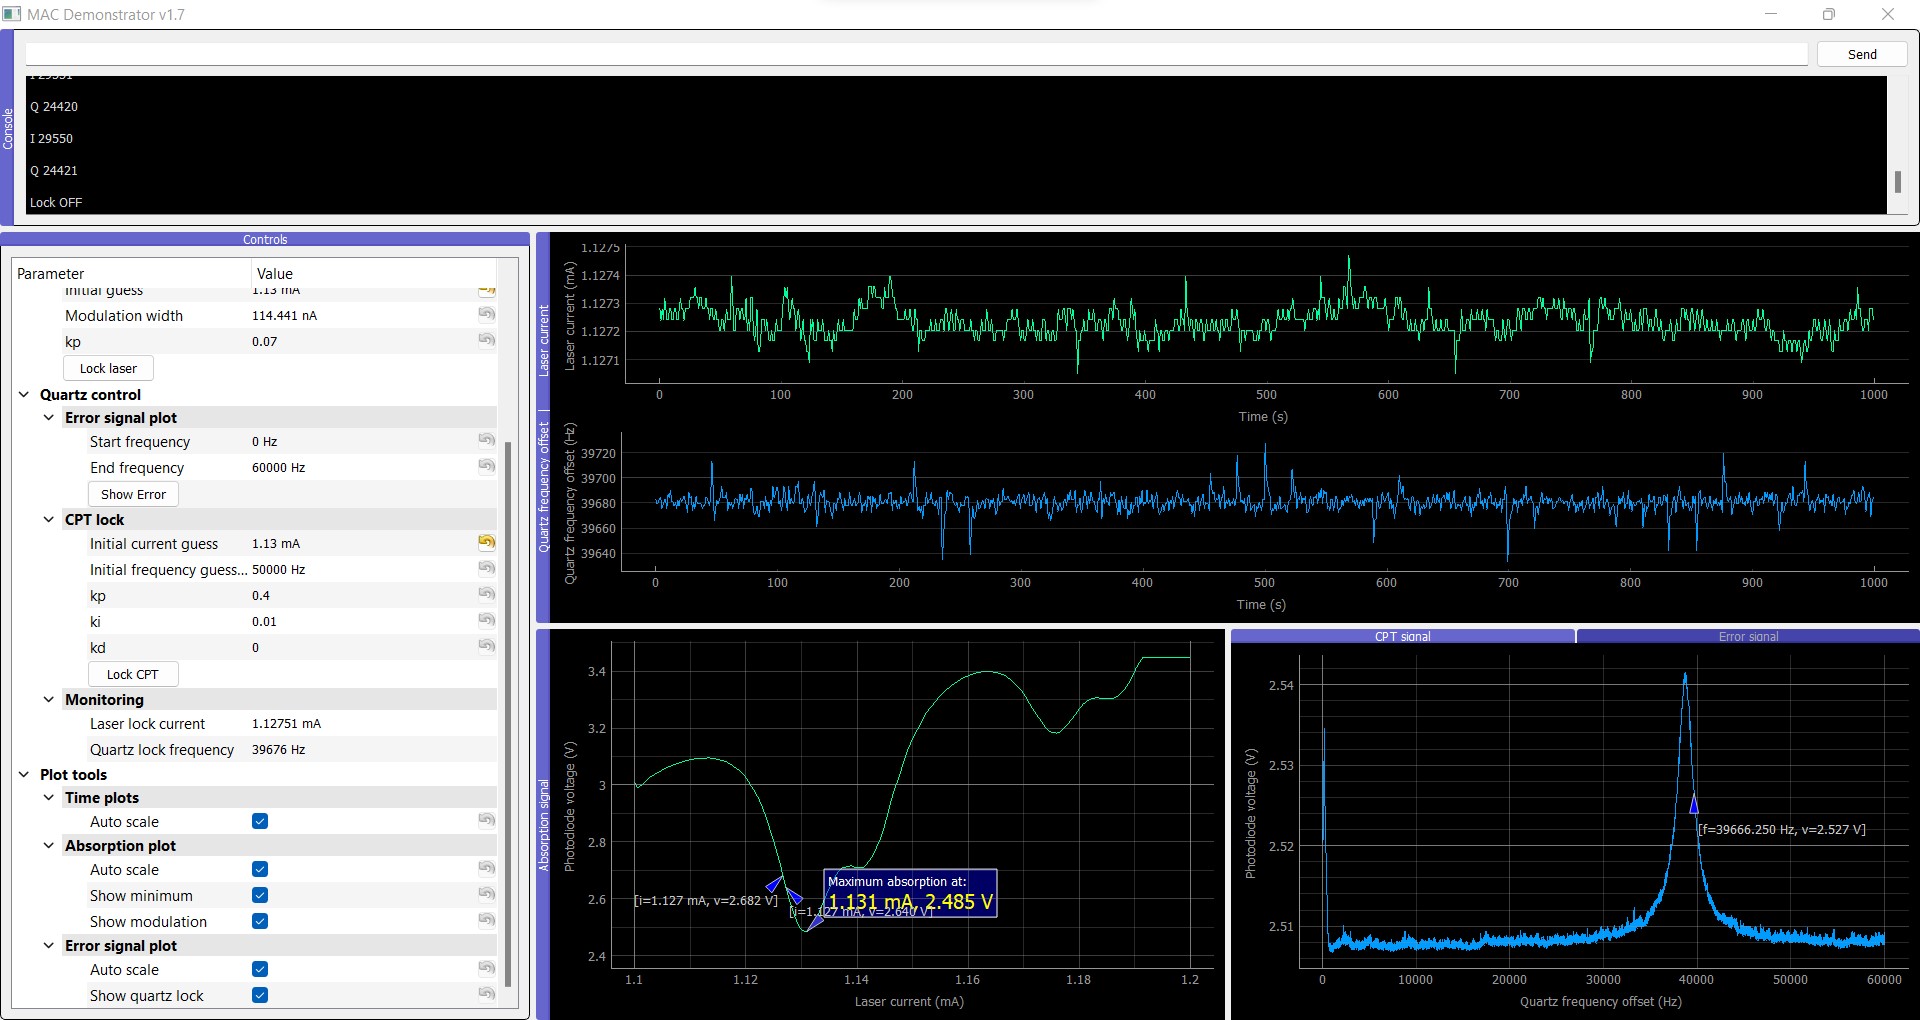 MAC Demonstrator v1.7
Console
Send
I 29551
Q 24420
I 29550
Q 24421
Lock OFF
Controls
Parameter Value
Initial guess 1.13 mA
Modulation width 114.441 nA
kp 0.07
Lock laser
Quartz control
Error signal plot
Start frequency 0 Hz
End frequency 60000 Hz
Show Error
CPT lock
Initial current guess 1.13 mA
Initial frequency guess... 50000 Hz
kp 0.4
ki 0.01
kd 0
Lock CPT
Monitoring
Laser lock current 1.12751 mA
Quartz lock frequency 39676 Hz
Plot tools
Time plots
Auto scale
Absorption plot
Auto scale
Show minimum
Show modulation
Error signal plot
Auto scale
Show quartz lock
Laser current
Laser current (mA)
1.1275
1.1274
1.1273
1.1272
1.1271
0 100 200 300 400 500 600 700 800 900 1000
Time (s)
Quartz frequency offset
Quartz frequency offset (Hz)
39720
39700
39680
39660
39640
0 100 200 300 400 500 600 700 800 900 1000
Time (s)
Absorption signal
Photodiode voltage (V)
3.4
3.2
3
2.8
2.6
2.4
[i=1.127 mA, v=2.682 V]
[i=1.127 mA, v=2.640 V]
Maximum absorption at:
1.131 mA, 2.485 V
1.1 1.12 1.14 1.16 1.18 1.2
Laser current (mA)
CPT signal Error signal
Photodiode voltage (V)
2.54
2.53
2.52
2.51
[f=39666.250 Hz, v=2.527 V]
0 10000 20000 30000 40000 50000 60000
Quartz frequency offset (Hz)